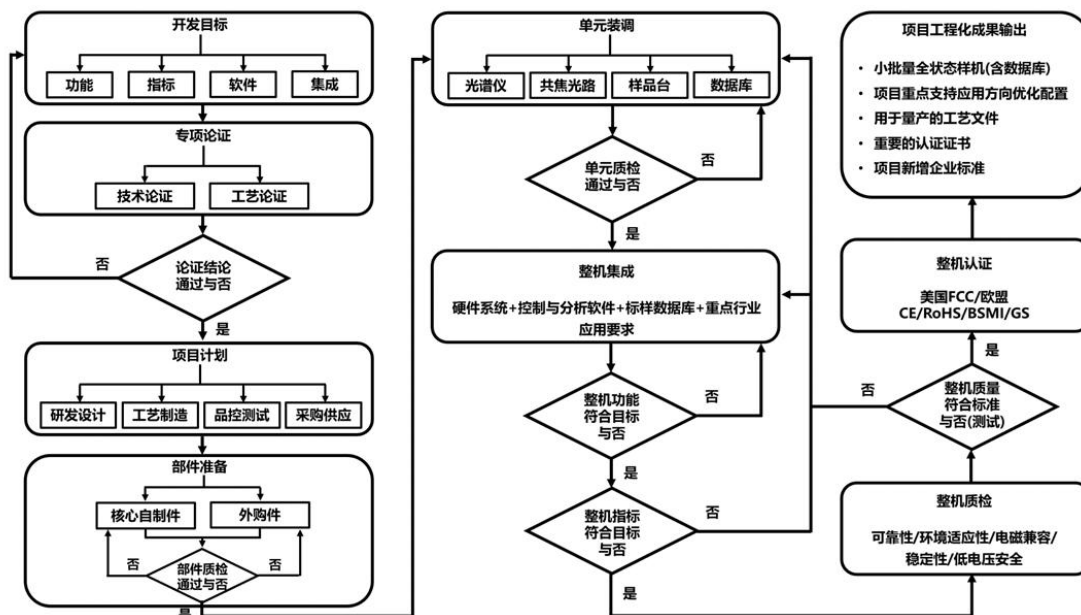 开发目标
功能
指标
软件
集成
专项论证
技术论证
工艺论证
否
论证结论
通过与否
是
项目计划
研发设计
工艺制造
品控测试
采购供应
部件准备
核心自制件
外购件
否
部件质检
通过与否
否
是
单元装调
光谱仪
共焦光路
样品台
数据库
单元质检
通过与否
否
是
整机集成
硬件系统+控制与分析软件+标样数据库+重点行业
应用要求
整机功能
符合目标
与否
否
是
整机指标
符合目标
与否
否
是
项目工程化成果输出
• 小批量全状态样机(含数据库)
• 项目重点支持应用方向优化配置
• 用于量产的工艺文件
• 重要的认证证书
• 项目新增企业标准
整机认证
美国FCC/欧盟
CE/RoHS/BSMI/GS
是
否
整机质量
符合标准
与否(测试)
整机质检
可靠性/环境适应性/电磁兼容/
稳定性/低电压安全